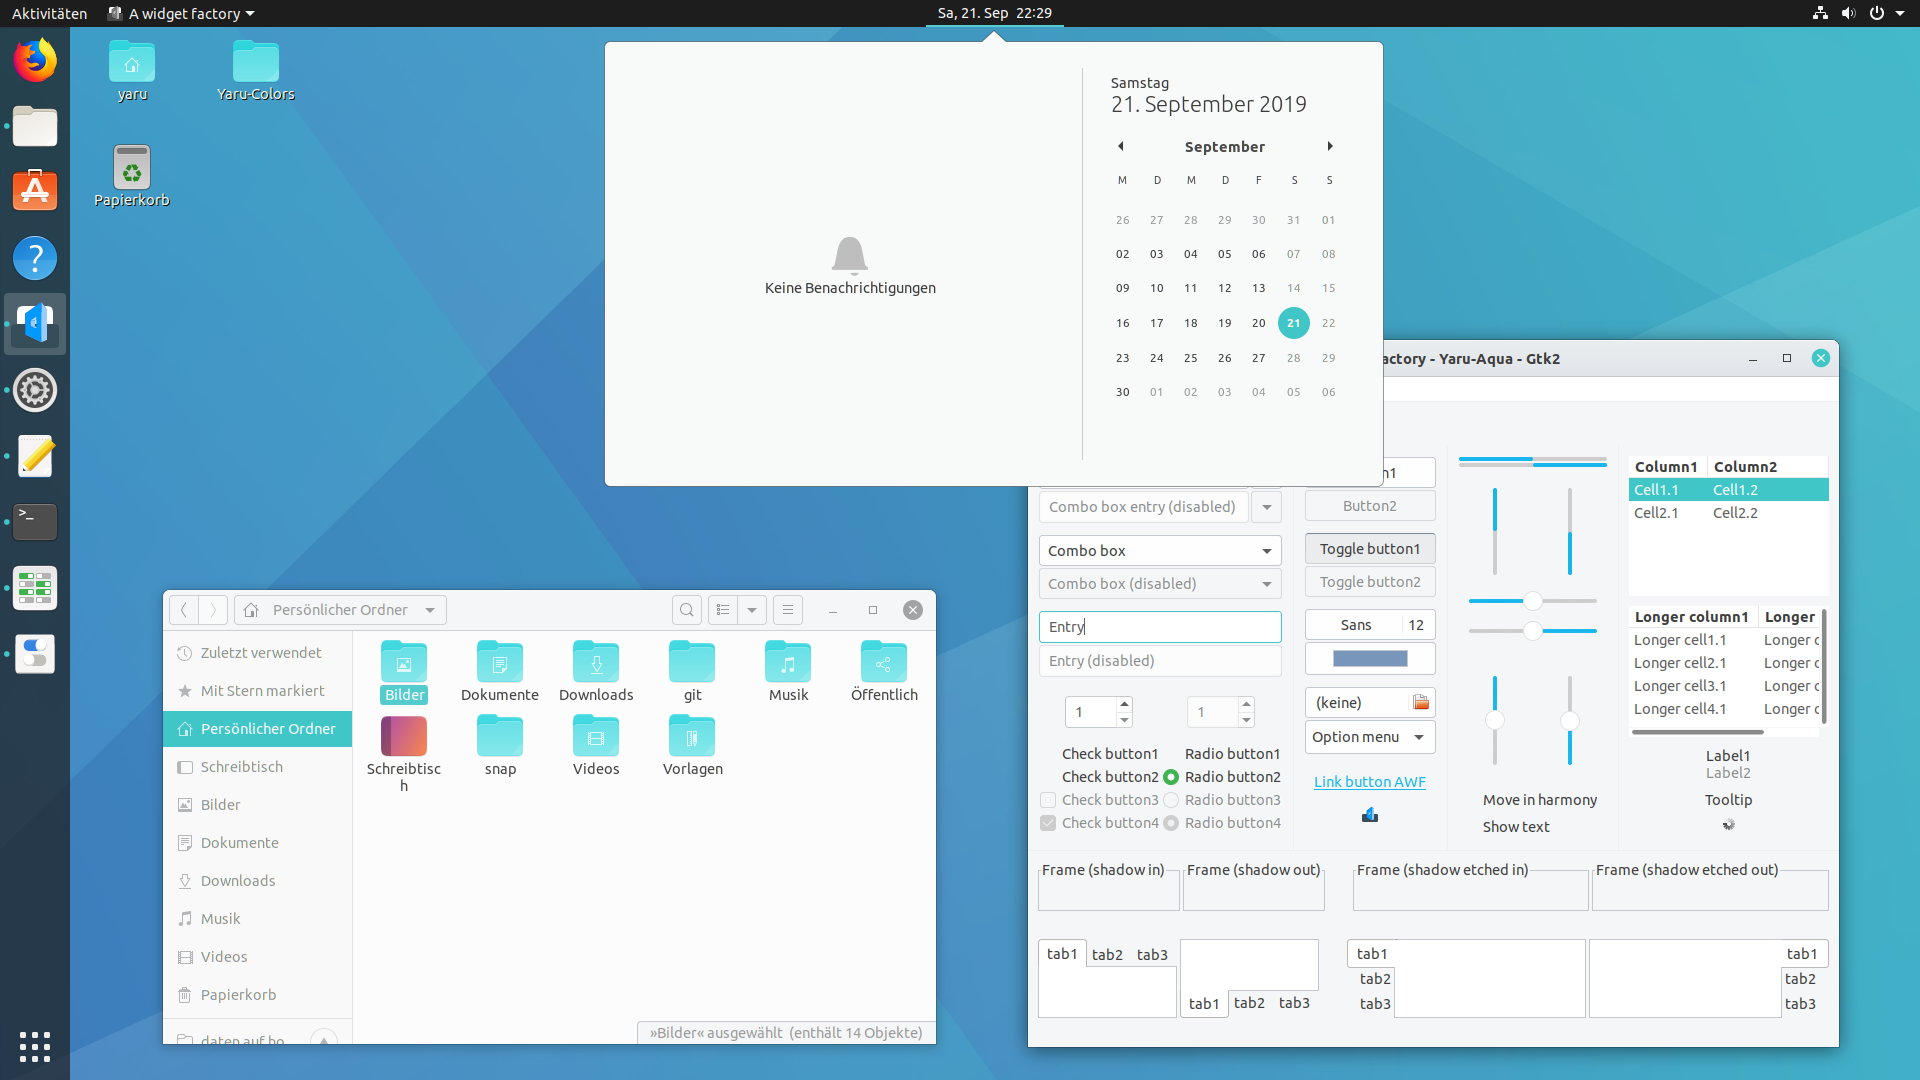 Aktivitäten
A widget factory
Sa, 21. Sep 22:29
yaru
Yaru-Colors
Papierkorb
Keine Benachrichtigungen
Samstag
21. September 2019
September
M D M D F S S
26 27 28 29 30 31 01
02 03 04 05 06 07 08
09 10 11 12 13 14 15
16 17 18 19 20 21 22
23 24 25 26 27 28 29
30 01 02 03 04 05 06
Persönlicher Ordner
Zuletzt verwendet
Mit Stern markiert
Persönlicher Ordner
Schreibtisch
Bilder
Dokumente
Downloads
Musik
Videos
Papierkorb
Bilder Dokumente Downloads git Musik Öffentlich
Schreibtisc
h
snap Videos Vorlagen
»Bilder« ausgewählt (enthält 14 Objekte)
actory - Yaru-Aqua - Gtk2
Combo box entry (disabled)
Combo box
Combo box (disabled)
Entry
Entry (disabled)
1 1
Check button1 Radio button1
Check button2 Radio button2
Check button3 Radio button3
Check button4 Radio button4
n1
Button2
Toggle button1
Toggle button2
Sans 12
(keine)
Option menu
Link button AWF
Move in harmony
Show text
Column1 Column2
Cell1.1 Cell1.2
Cell2.1 Cell2.2
Longer column1 Longer
Longer cell1.1 Longer c
Longer cell2.1 Longer c
Longer cell3.1 Longer c
Longer cell4.1 Longer c
Label1
Label2
Tooltip
Frame (shadow in) Frame (shadow out) Frame (shadow etched in) Frame (shadow etched out)
tab1 tab2 tab3
tab1 tab2 tab3
tab1
tab2
tab3
tab1
tab2
tab3